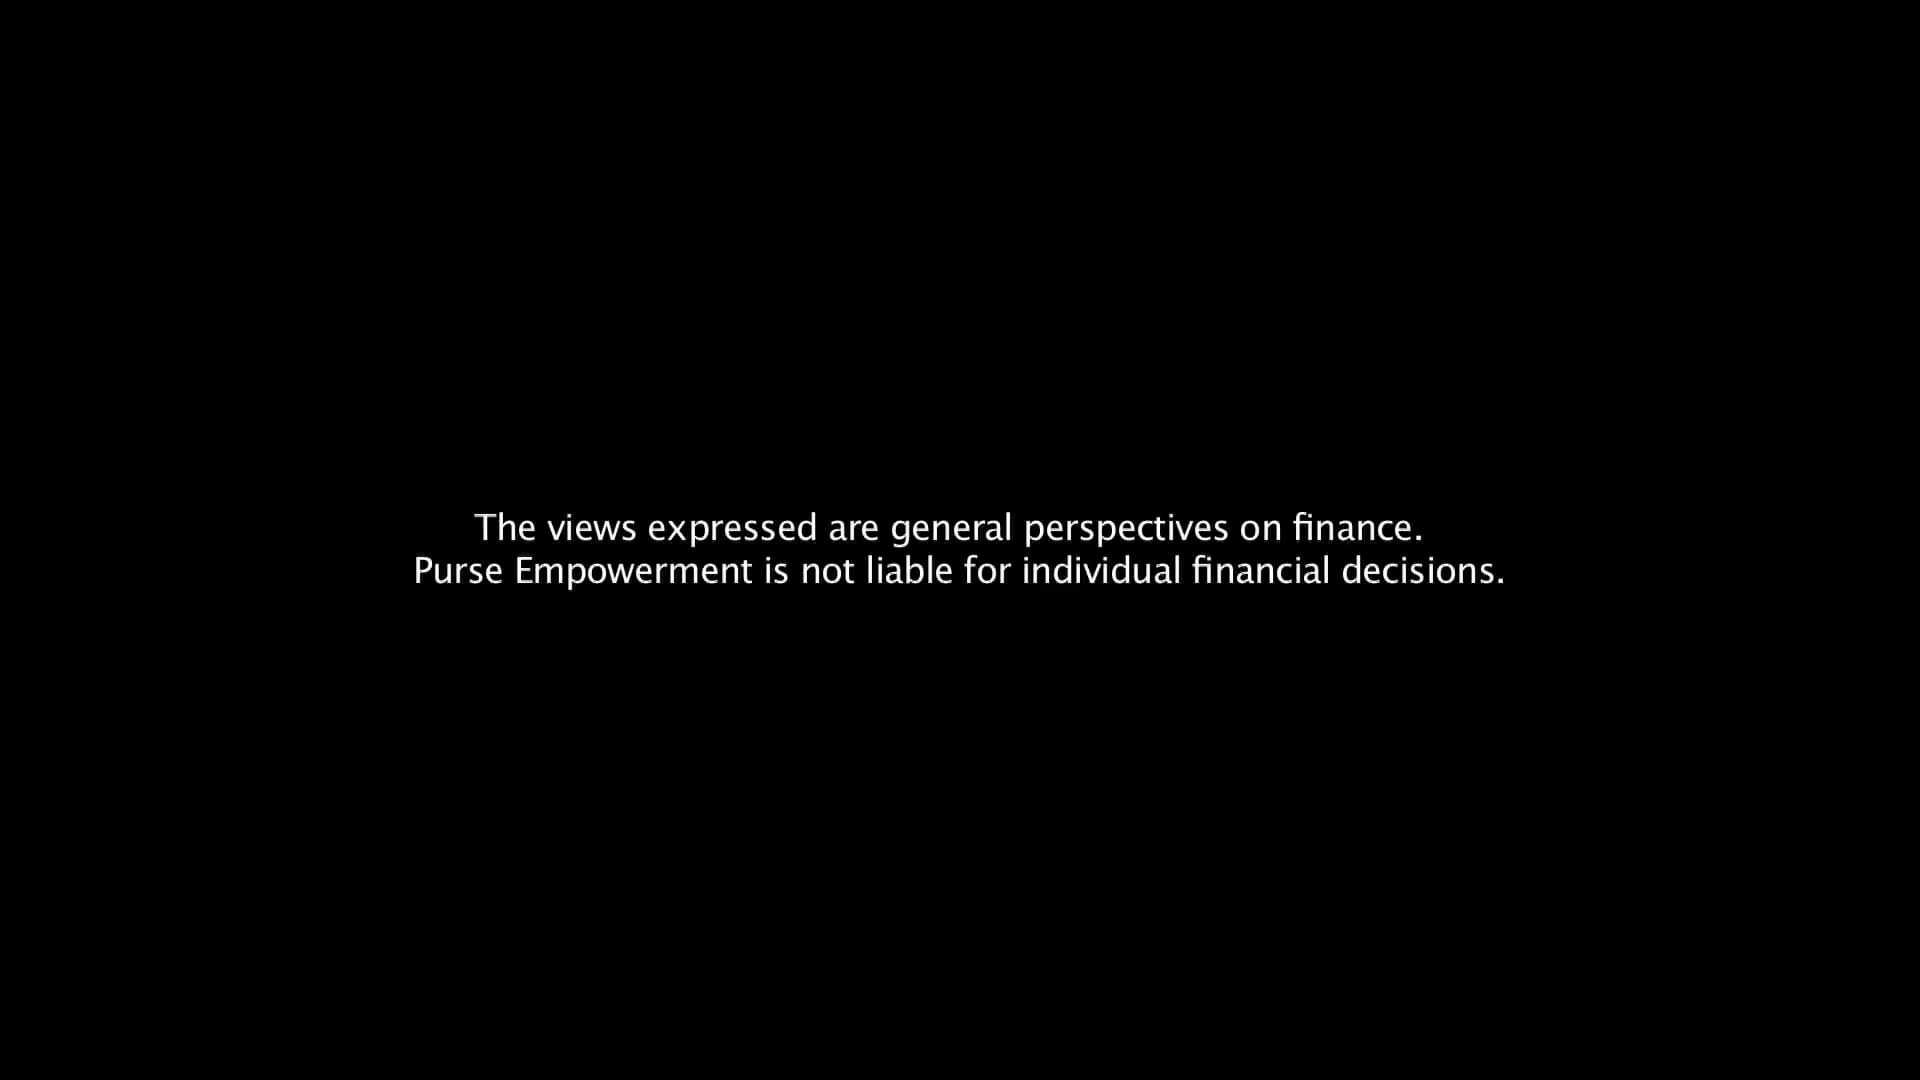 The views expressed are general perspectives on finance.
Purse Empowerment is not liable for individual financial decisions.